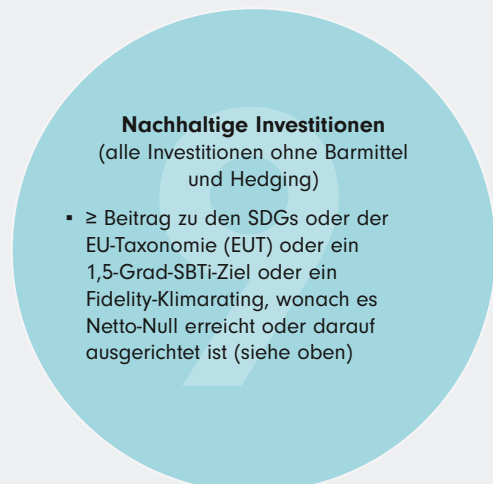 9
Nachhaltige Investitionen
(alle Investitionen ohne Barmittel
und Hedging)
▪ ≥ Beitrag zu den SDGs oder der
EU-Taxonomie (EUT) oder ein
1,5-Grad-SBTi-Ziel oder ein
Fidelity-Klimarating, wonach es
Netto-Null erreicht oder darauf
ausgerichtet ist (siehe oben)